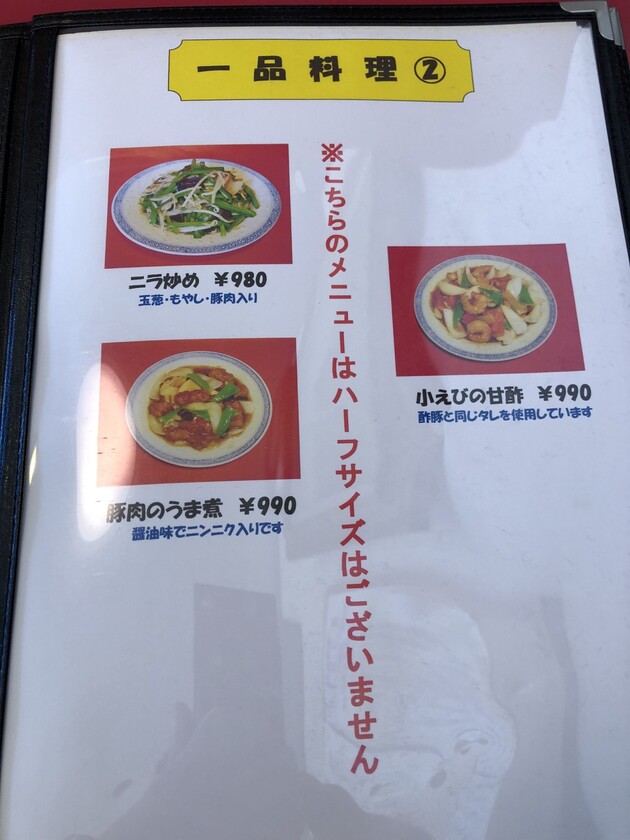 一品料理②
ニラ炒め ￥980
玉葱・もやし・豚肉入り
豚肉のうま煮 ￥990
醤油味でニンニク入りです
※こちらのメニューはハーフサイズはございません
小えびの甘酢 ￥990
酢豚と同じタレを使用しています